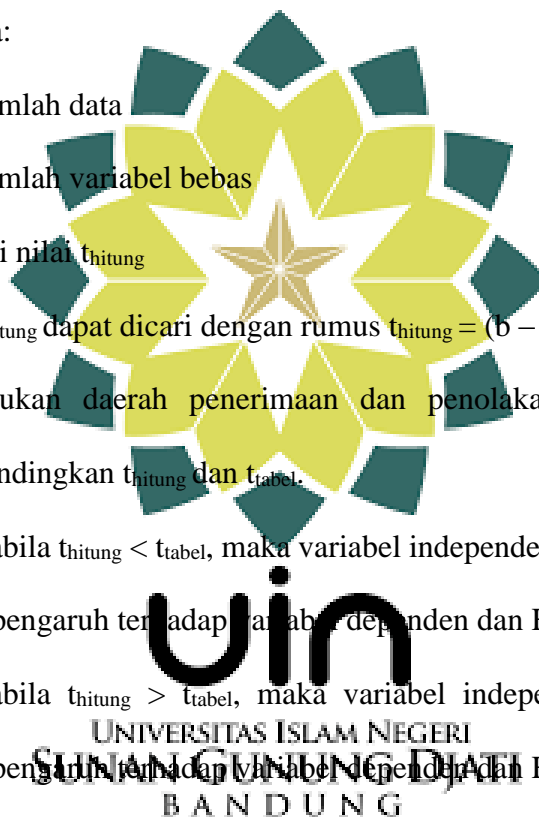 a:
mlah data
mlah variabel bebas
i nilai thitung
itung dapat dicari dengan rumus thitung = (b –
ukan daerah penerimaan dan penolaka
ndingkan thitung dan ttabel.
abila thitung < ttabel, maka variabel independe
pengaruh terhadap variabel dependen dan
uin
abila thitung > ttabel, maka variabel indepe
UNIVERSITAS ISLAM NEGERI
SUNAN GUNUNG DJATI
pengaruh terhadap variabel dependen dan
BANDUNG